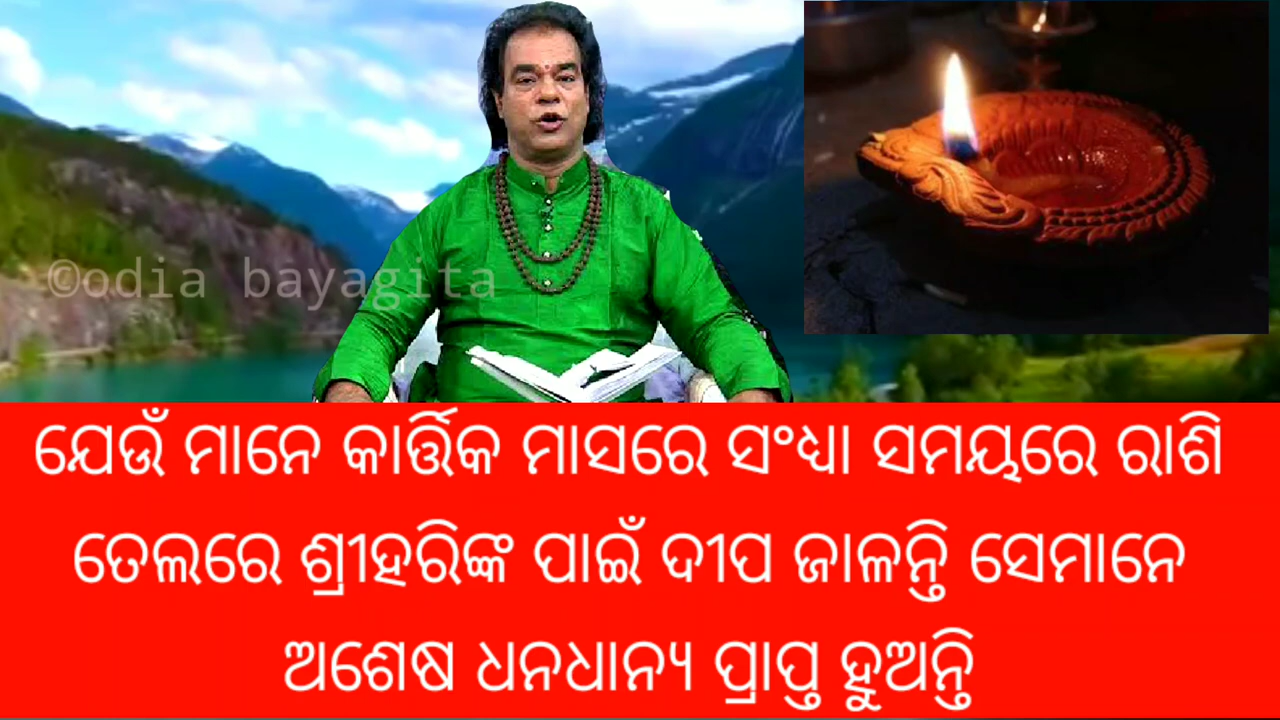 ©odia bayagita
ଯେଉଁ ମାନେ କାର୍ତ୍ତିକ ମାସରେ ସଂଧ୍ୟା ସମୟରେ ରାଶି
ତେଲରେ ଶ୍ରୀହରିଙ୍କ ପାଇଁ ଦୀପ ଜାଳନ୍ତି ସେମାନେ
ଅଶେଷ ଧନଧାନ୍ୟ ପ୍ରାପ୍ତ ହୁଅନ୍ତି